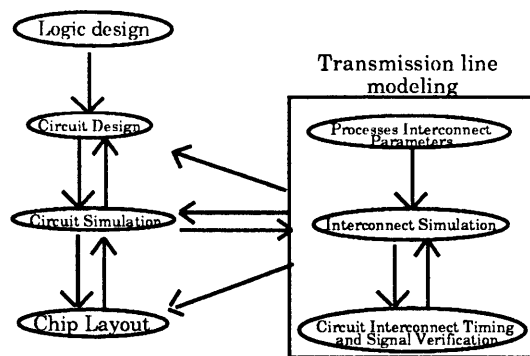 Logic design
Transmission line
modeling
Circuit Design
Processes Interconnect
Parameters
Circuit Simulation
Interconnect Simulation
Chip Layout
Circuit Interconnect Timing
and Signal Verification